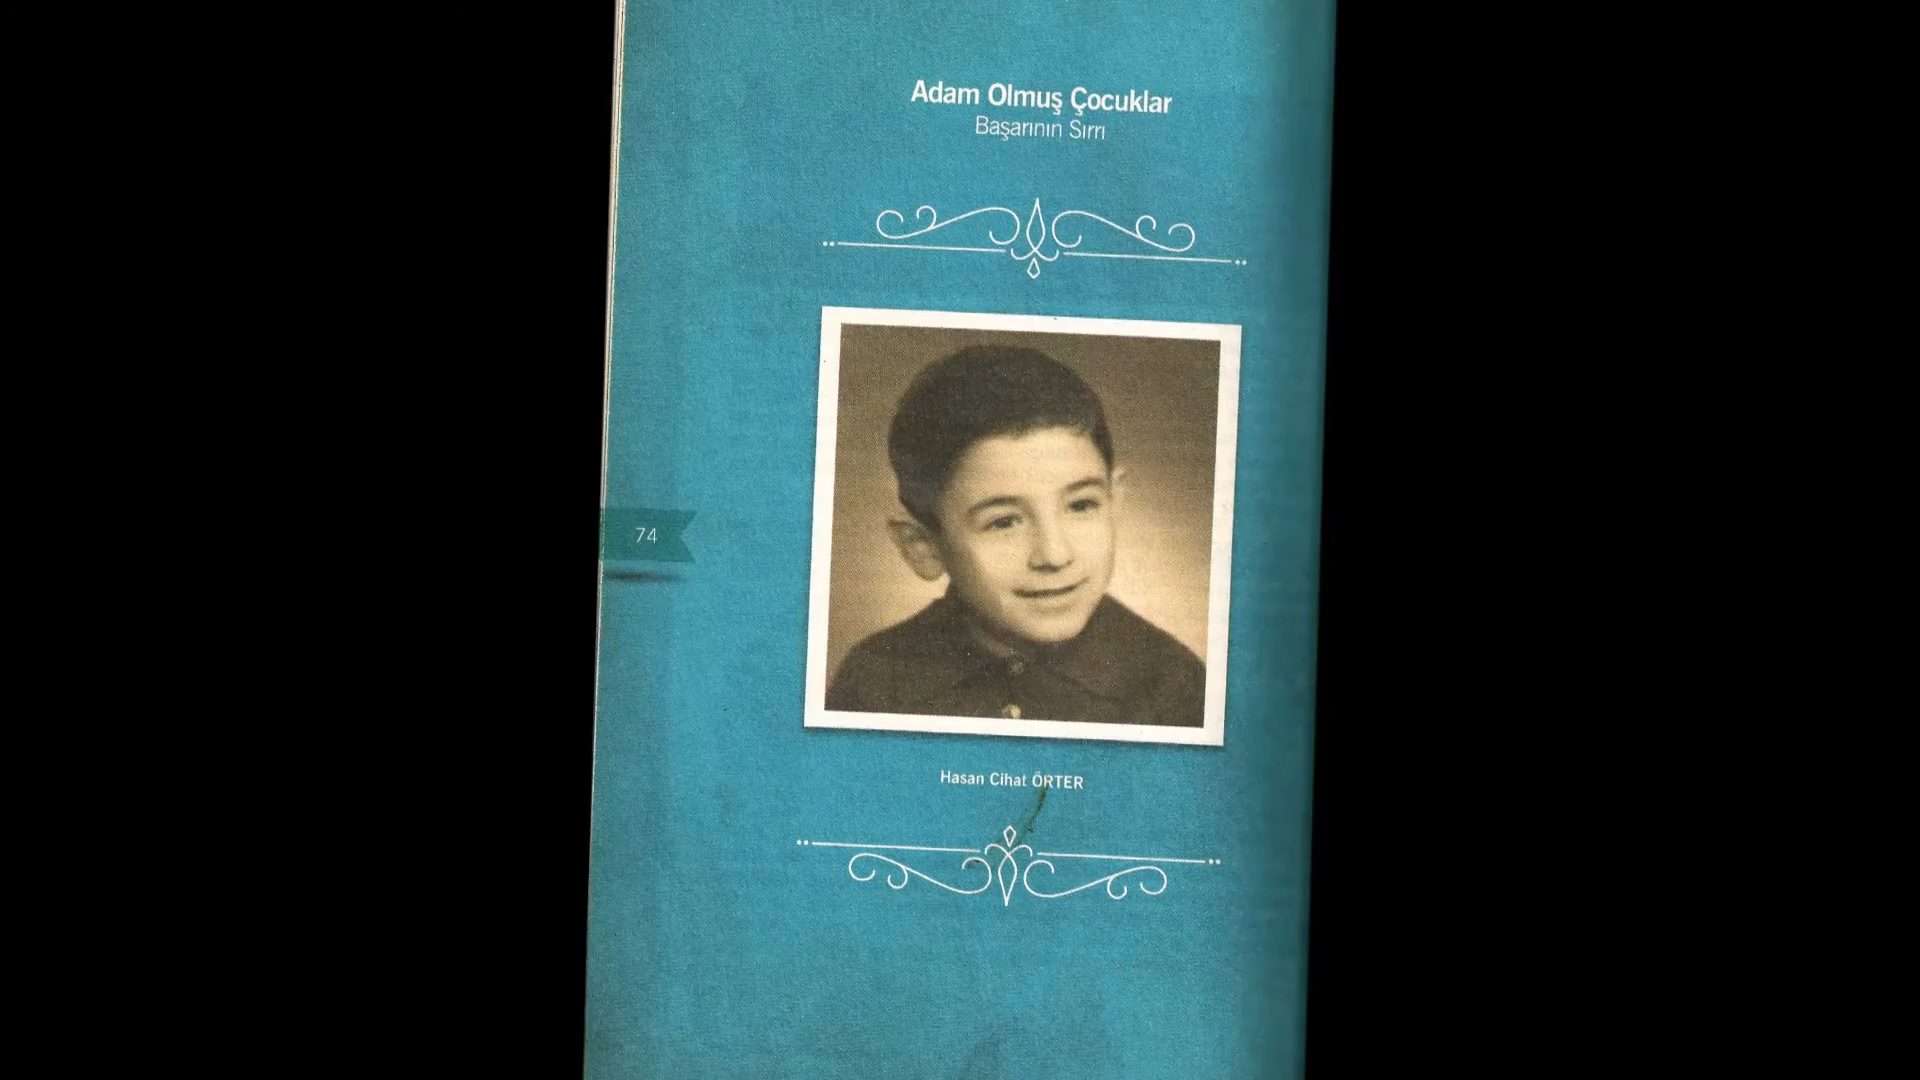 Adam Olmuş Çocuklar
Başarının Sırrı
74
Hasan Cihat ÖRTER